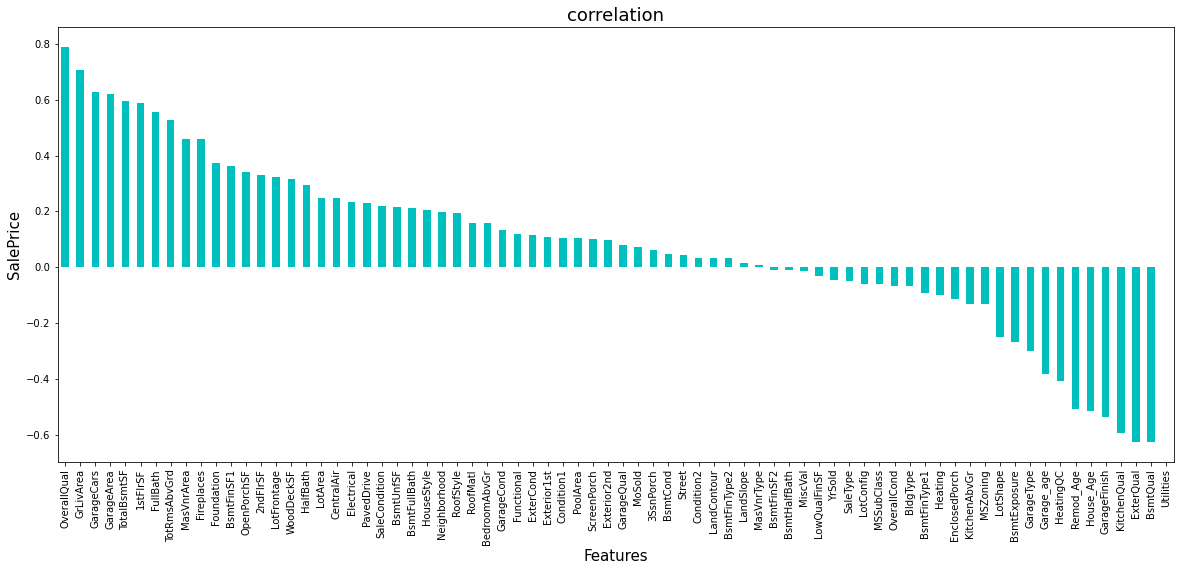 correlation
0.8
0.6
0.4
0.2
0.0
−0.2
−0.4
−0.6
SalePrice
OverallQual
GrLivArea
GarageCars
GarageArea
TotalBsmtSF
1stFlrSF
FullBath
TotRmsAbvGrd
MasVnrArea
Fireplaces
Foundation
BsmtFinSF1
OpenPorchSF
2ndFlrSF
LotFrontage
WoodDeckSF
HalfBath
LotArea
CentralAir
Electrical
PavedDrive
SaleCondition
BsmtUnfSF
BsmtFullBath
HouseStyle
Neighborhood
RoofStyle
RoofMatl
BedroomAbvGr
GarageCond
Functional
ExterCond
Exterior1st
Condition1
PoolArea
ScreenPorch
Exterior2nd
GarageQual
MoSold
3SsnPorch
BsmtCond
Street
Condition2
LandContour
BsmtFinType2
LandSlope
MasVnrType
BsmtFinSF2
BsmtHalfBath
MiscVal
LowQualFinSF
YrSold
SaleType
LotConfig
MSSubClass
OverallCond
BldgType
BsmtFinType1
Heating
EnclosedPorch
KitchenAbvGr
MSZoning
LotShape
BsmtExposure
GarageType
Garage_age
HeatingQC
Remod_Age
House_Age
GarageFinish
KitchenQual
ExterQual
BsmtQual
Utilities
Features